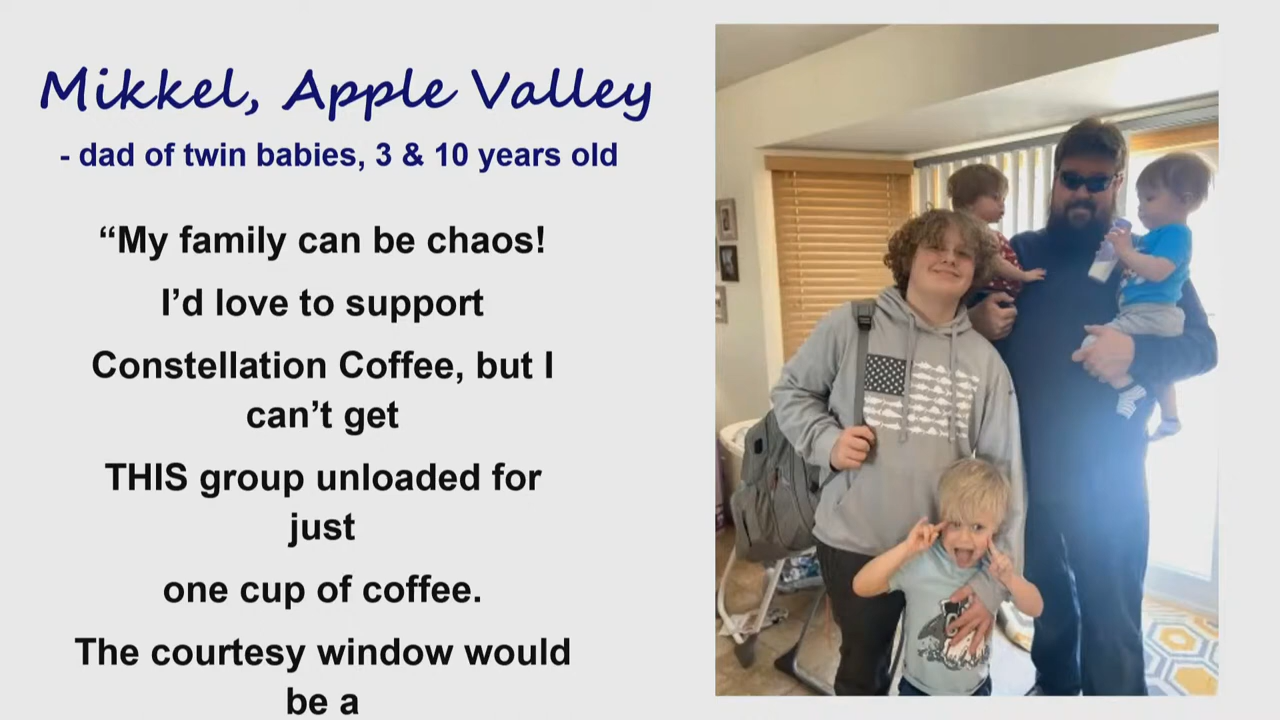 Mikkel, Apple Valley
- dad of twin babies, 3 & 10 years old
“My family can be chaos!
I’d love to support
Constellation Coffee, but I
can’t get
THIS group unloaded for
just
one cup of coffee.
The courtesy window would
be a